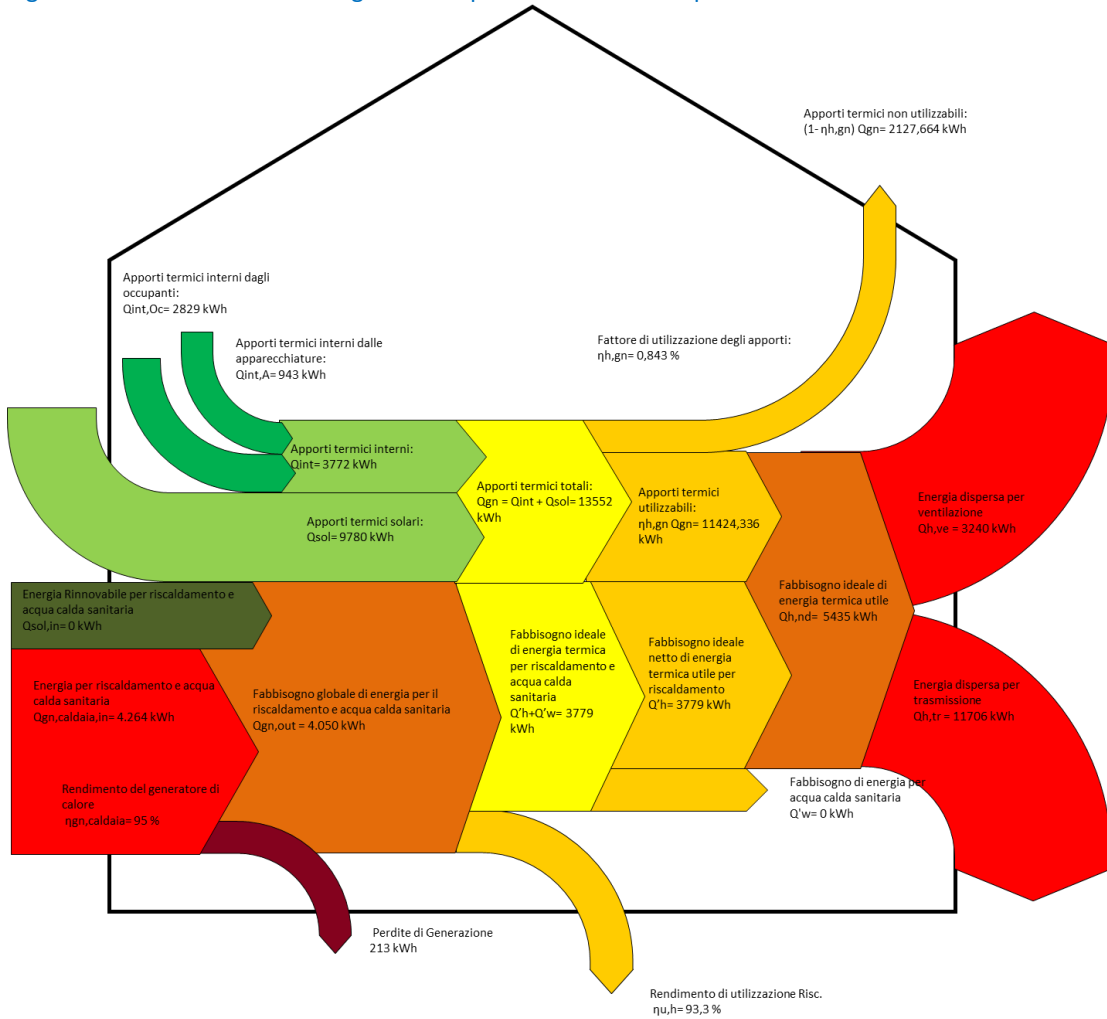 Apporti termici non utilizzabili:
(1- ηh,gn) Qgn= 2127,664 kWh
Apporti termici interni dagli
occupanti:
Qint,Oc= 2829 kWh
Apporti termici interni dalle
apparecchiature:
Qint,A= 943 kWh
Fattore di utilizzazione degli apporti:
ηh,gn= 0,843 %
Apporti termici interni:
Qint= 3772 kWh
Apporti termici solari:
Qsol= 9780 kWh
Apporti termici totali:
Qgn = Qint + Qsol= 13552
kWh
Apporti termici
utilizzabili:
ηh,gn Qgn= 11424,336
kWh
Energia dispersa per
ventilazione
Qh,ve = 3240 kWh
Energia Rinnovabile per riscaldamento e
acqua calda sanitaria
Qsol,in= 0 kWh
Fabbisogno ideale di
energia termica utile
Qh,nd= 5435 kWh
Energia per riscaldamento e acqua
calda sanitaria
Qgn,caldaia,in= 4.264 kWh
Fabbisogno globale di energia per il
riscaldamento e acqua calda sanitaria
Qgn,out = 4.050 kWh
Fabbisogno ideale
di energia termica
per riscaldamento e
acqua calda
sanitaria
Q'h+Q'w= 3779
kWh
Fabbisogno ideale
netto di energia
termica utile per
riscaldamento
Q'h= 3779 kWh
Energia dispersa per
trasmissione
Qh,tr = 11706 kWh
Rendimento del generatore di
calore
ηgn,caldaia= 95 %
Fabbisogno di energia per
acqua calda sanitaria
Q'w= 0 kWh
Perdite di Generazione
213 kWh
Rendimento di utilizzazione Risc.
ηu,h= 93,3 %